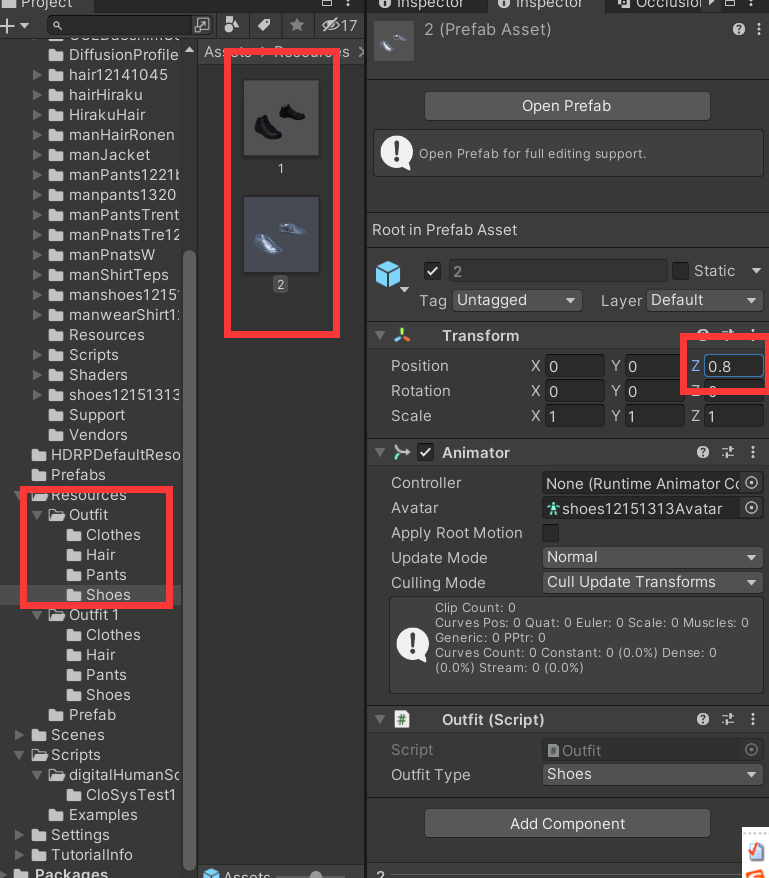 Project
17
DiffusionProfile
hair12141045
hairHiraku
HirakuHair
manHairRonen
manJacket
manPants1221b
manpants1320
manPantsTrent
manPnatsTre12
manPnatsW
manShirtTeps
manshoes1215
manwearShirt1
Resources
Scripts
Shaders
shoes12151313
Support
Vendors
HDRPDefaultReso
Prefabs
Resources
Outfit
Clothes
Hair
Pants
Shoes
Outfit 1
Clothes
Hair
Pants
Shoes
Prefab
Scenes
Scripts
digitalHumanSc
CloSysTest1
Examples
Settings
TutorialInfo
Packages
Assets > Resources >
1
2
Assets
Inspector
Inspector
Occlusion
2 (Prefab Asset)
Open Prefab
Open Prefab for full editing support.
Root in Prefab Asset
2
Static
Tag Untagged Layer Default
Transform
Position X 0 Y 0 Z 0.8
Rotation X 0 Y 0 Z 0
Scale X 1 Y 1 Z 1
Animator
Controller None (Runtime Animator Co
Avatar shoes12151313Avatar
Apply Root Motion
Update Mode Normal
Culling Mode Cull Update Transforms
Clip Count: 0
Curves Pos: 0 Quat: 0 Euler: 0 Scale: 0 Muscles: 0
Generic: 0 PPtr: 0
Curves Count: 0 Constant: 0 (0.0%) Dense: 0
(0.0%) Stream: 0 (0.0%)
Outfit (Script)
Script Outfit
Outfit Type Shoes
Add Component
2